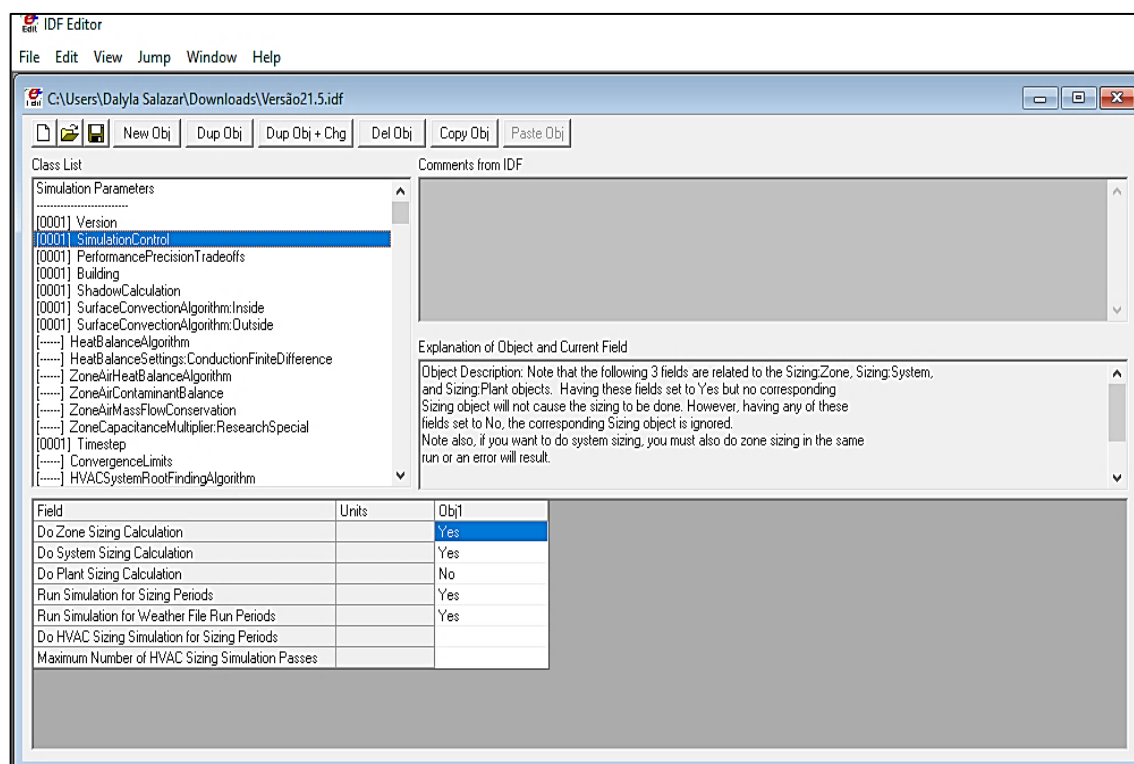 IDF Editor
File Edit View Jump Window Help
C:\Users\Dalyla Salazar\Downloads\Versão21.5.idf
New Obj Dup Obj Dup Obj + Chg Del Obj Copy Obj Paste Obj
Class List
Comments from IDF
Simulation Parameters
-------------------------
[0001] Version
[0001] SimulationControl
[0001] PerformancePrecisionTradeoffs
[0001] Building
[0001] ShadowCalculation
[0001] SurfaceConvectionAlgorithm:Inside
[0001] SurfaceConvectionAlgorithm:Outside
[------] HeatBalanceAlgorithm
[------] HeatBalanceSettings:ConductionFiniteDifference
[------] ZoneAirHeatBalanceAlgorithm
[------] ZoneAirContaminantBalance
[------] ZoneAirMassFlowConservation
[------] ZoneCapacitanceMultiplier:ResearchSpecial
[0001] Timestep
[------] ConvergenceLimits
[------] HVACSystemRootFindingAlgorithm
Explanation of Object and Current Field
Object Description: Note that the following 3 fields are related to the Sizing:Zone, Sizing:System,
and Sizing:Plant objects. Having these fields set to Yes but no corresponding
Sizing object will not cause the sizing to be done. However, having any of these
fields set to No, the corresponding Sizing object is ignored.
Note also, if you want to do system sizing, you must also do zone sizing in the same
run or an error will result.
Field Units Obj1
Do Zone Sizing Calculation Yes
Do System Sizing Calculation Yes
Do Plant Sizing Calculation No
Run Simulation for Sizing Periods Yes
Run Simulation for Weather File Run Periods Yes
Do HVAC Sizing Simulation for Sizing Periods
Maximum Number of HVAC Sizing Simulation Passes